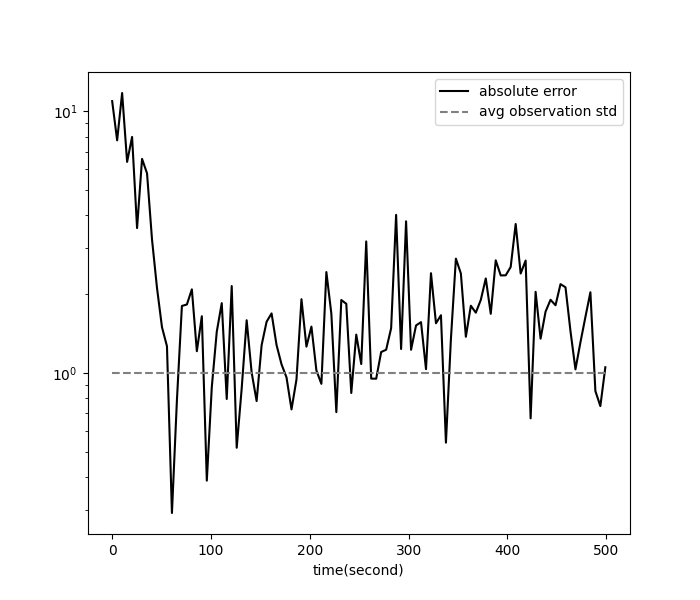 absolute error
avg observation std
10¹
10⁰
0 100 200 300 400 500
time(second)